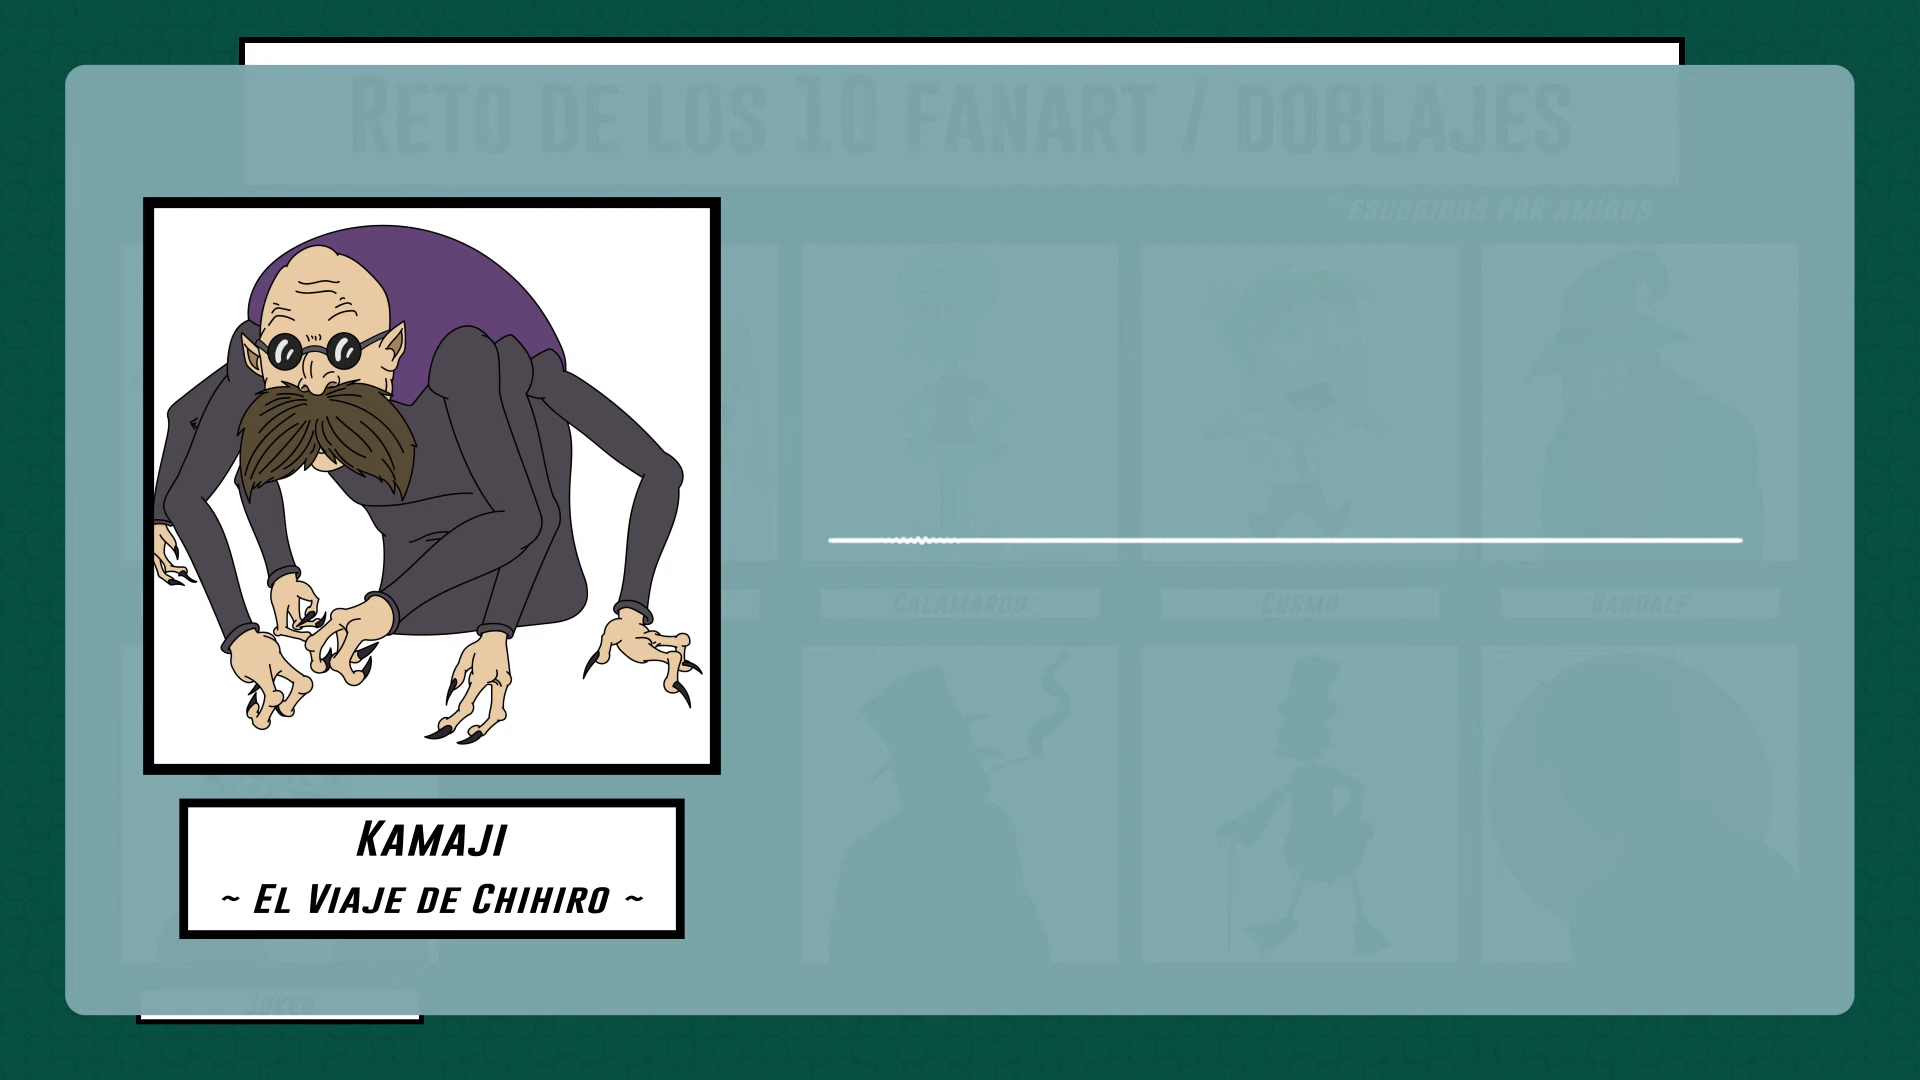 Reto de los 10 fanart / doblajes
* escogidos por amigos
Calamardo
Cosmo
Gandalf
Kamaji
~ El Viaje de Chihiro ~
Joker